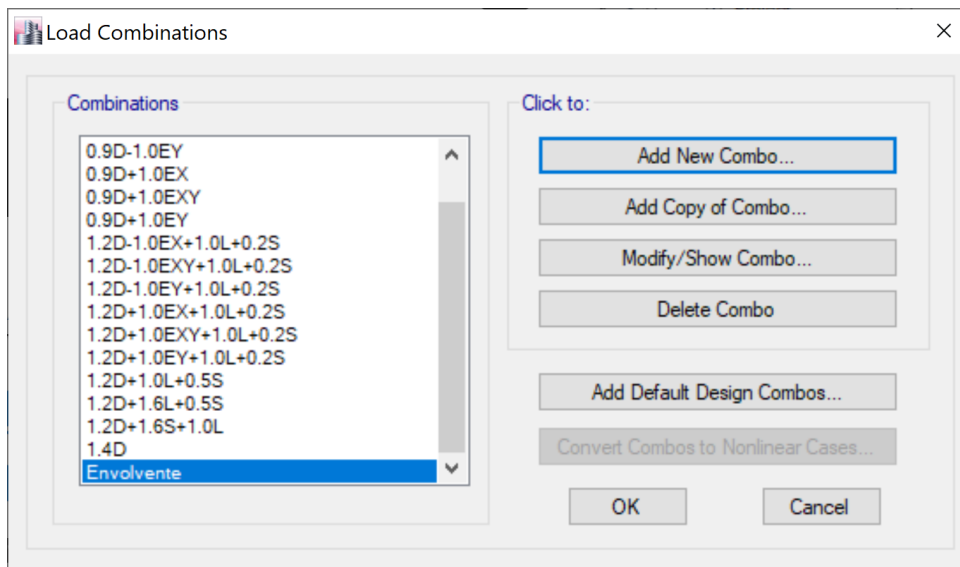 Load Combinations
Combinations
0.9D-1.0EY
0.9D+1.0EX
0.9D+1.0EXY
0.9D+1.0EY
1.2D-1.0EX+1.0L+0.2S
1.2D-1.0EXY+1.0L+0.2S
1.2D-1.0EY+1.0L+0.2S
1.2D+1.0EX+1.0L+0.2S
1.2D+1.0EXY+1.0L+0.2S
1.2D+1.0EY+1.0L+0.2S
1.2D+1.0L+0.5S
1.2D+1.6L+0.5S
1.2D+1.6S+1.0L
1.4D
Envolvente
Click to:
Add New Combo...
Add Copy of Combo...
Modify/Show Combo...
Delete Combo
Add Default Design Combos...
Convert Combos to Nonlinear Cases...
OK
Cancel